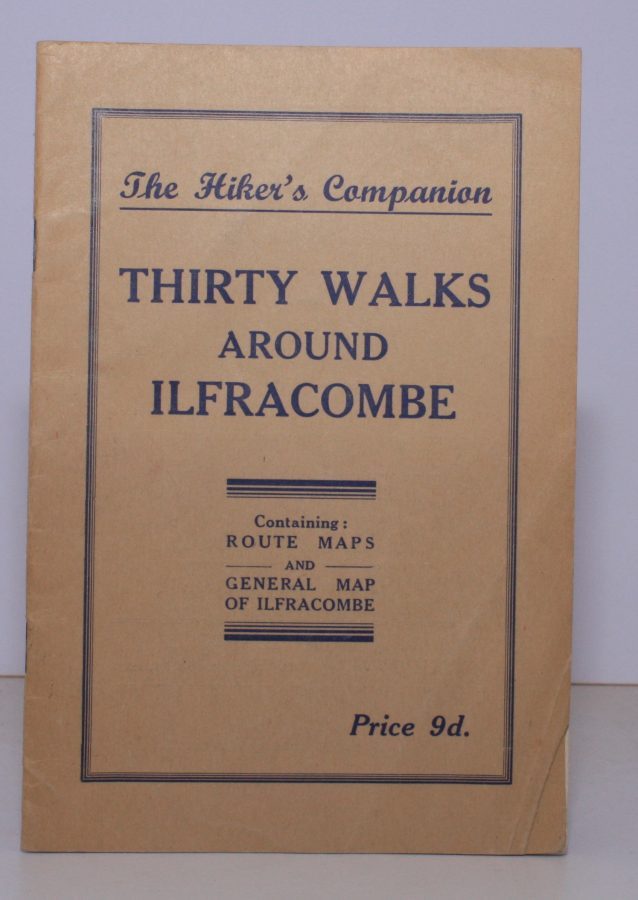 The Hiker's Companion
THIRTY WALKS
AROUND
ILFRACOMBE
Containing:
ROUTE MAPS
AND
GENERAL MAP
OF ILFRACOMBE
Price 9d.